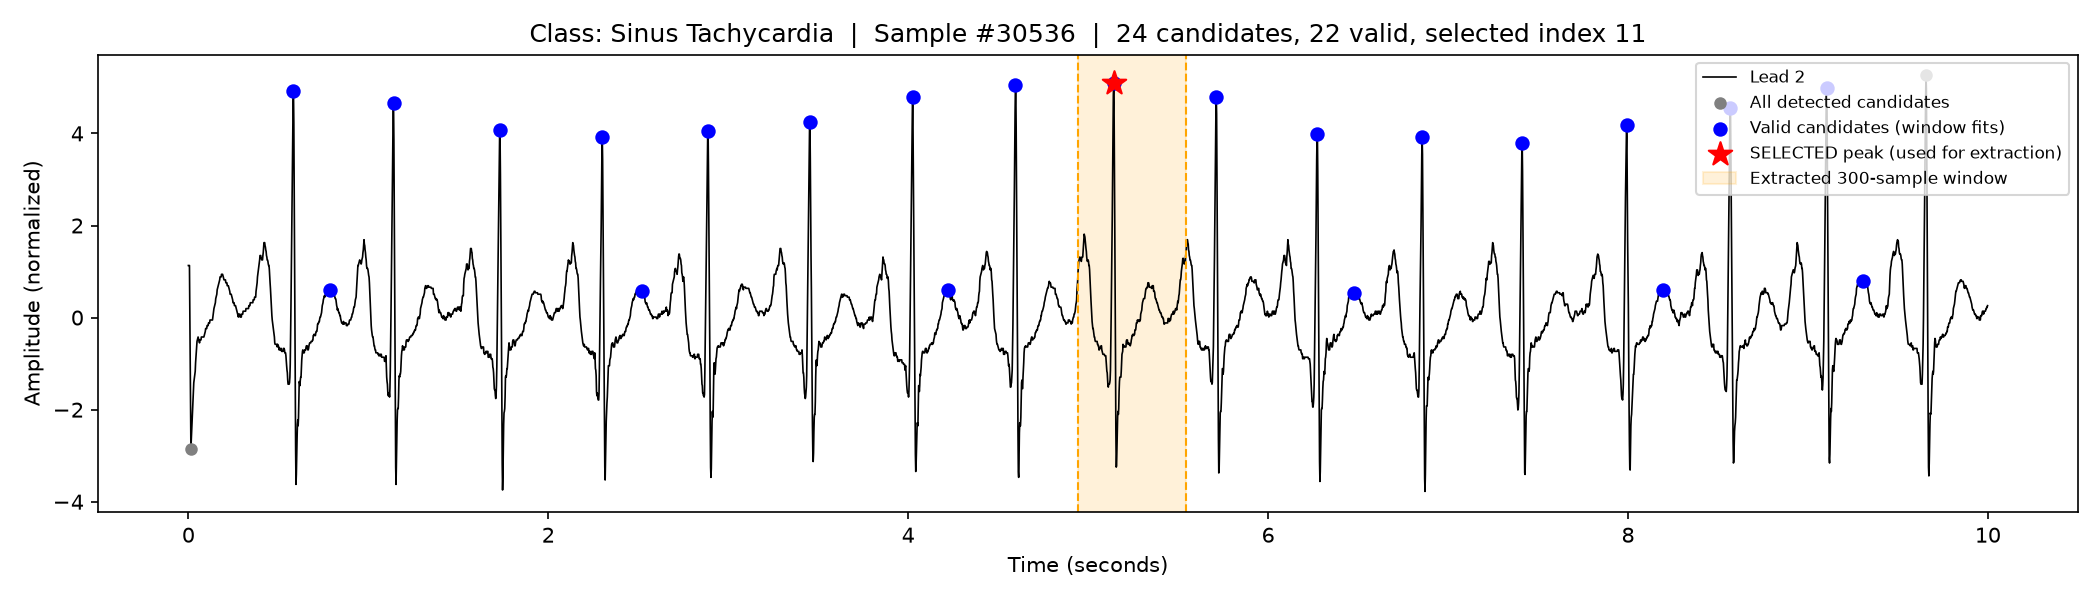 Class: Sinus Tachycardia | Sample #30536 | 24 candidates, 22 valid, selected index 11
Lead 2
All detected candidates
Valid candidates (window fits)
SELECTED peak (used for extraction)
Extracted 300-sample window
Amplitude (normalized)
4
2
0
−2
−4
0 2 4 6 8 10
Time (seconds)